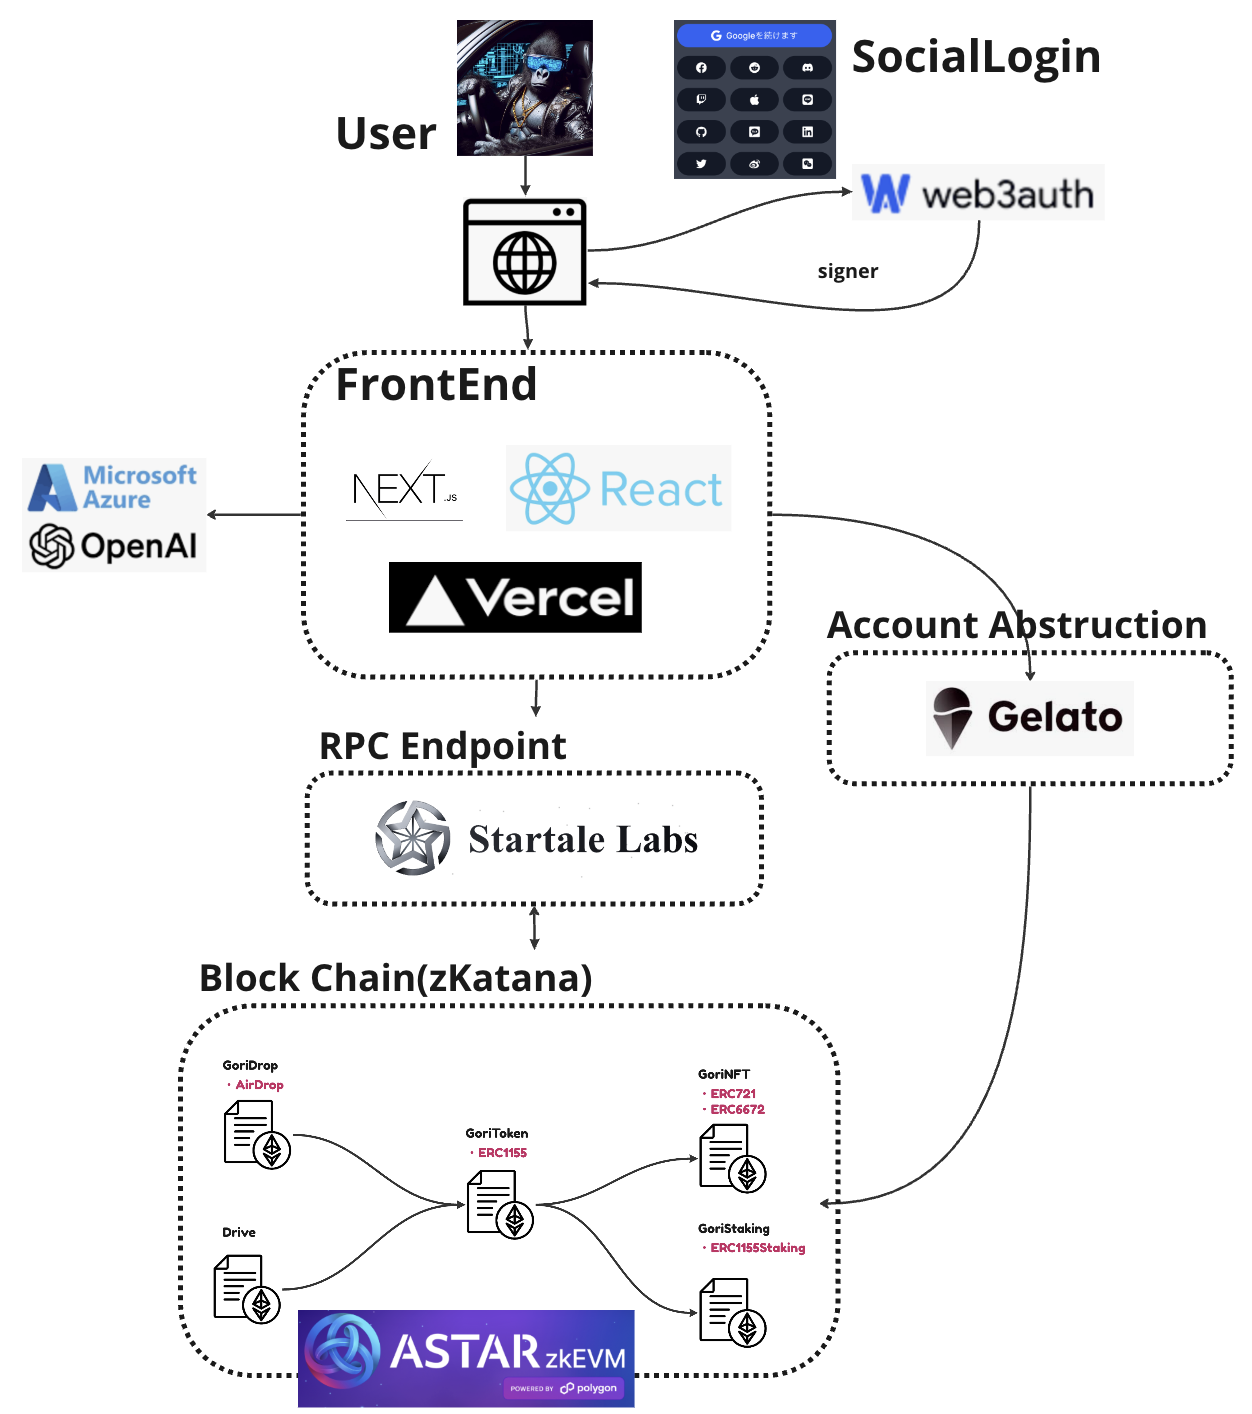 User
Googleを続けます
SocialLogin
web3auth
signer
FrontEnd
NEXT.JS
React
Vercel
Microsoft
Azure
OpenAI
Account Abstruction
Gelato
RPC Endpoint
Startale Labs
Block Chain(zKatana)
GoriDrop
・AirDrop
GoriToken
・ERC1155
GoriNFT
・ERC721
・ERC6672
Drive
GoriStaking
・ERC1155Staking
ASTAR zkEVM
POWERED BY polygon